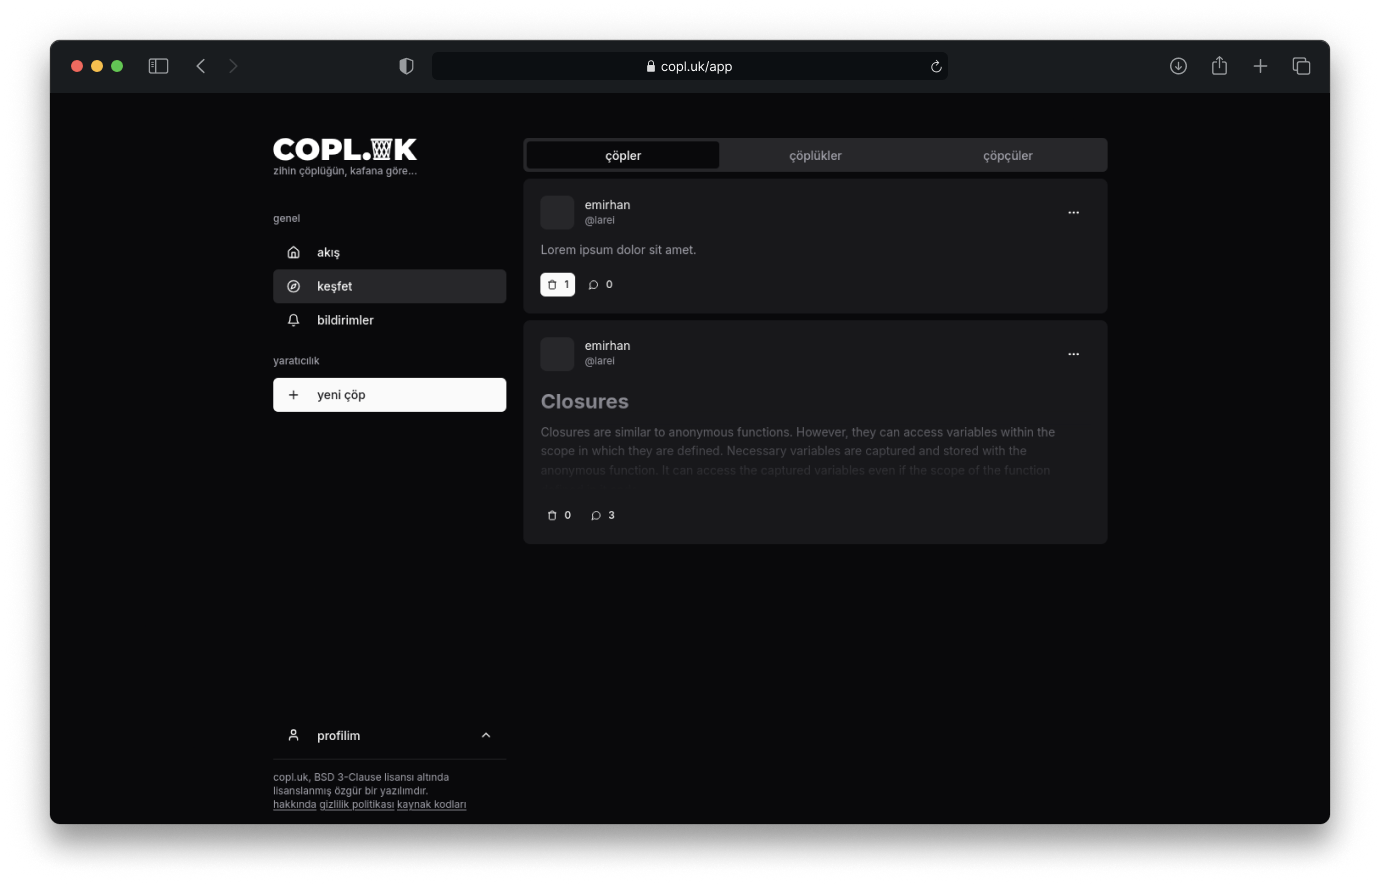 copl.uk/app
COPL.UK
zihin çöplüğün, kafana göre...
genel
akış
keşfet
bildirimler
yaratıcılık
yeni çöp
profilim
copl.uk, BSD 3-Clause lisansı altında
lisanslanmış özgür bir yazılımdır.
hakkında gizlilik politikası kaynak kodları
çöpler çöplükler çöpçüler
emirhan
@larei
Lorem ipsum dolor sit amet.
1 0
emirhan
@larei
Closures
Closures are similar to anonymous functions. However, they can access variables within the
scope in which they are defined. Necessary variables are captured and stored with the
anonymous function. It can access the captured variables even if the scope of the function
0 3